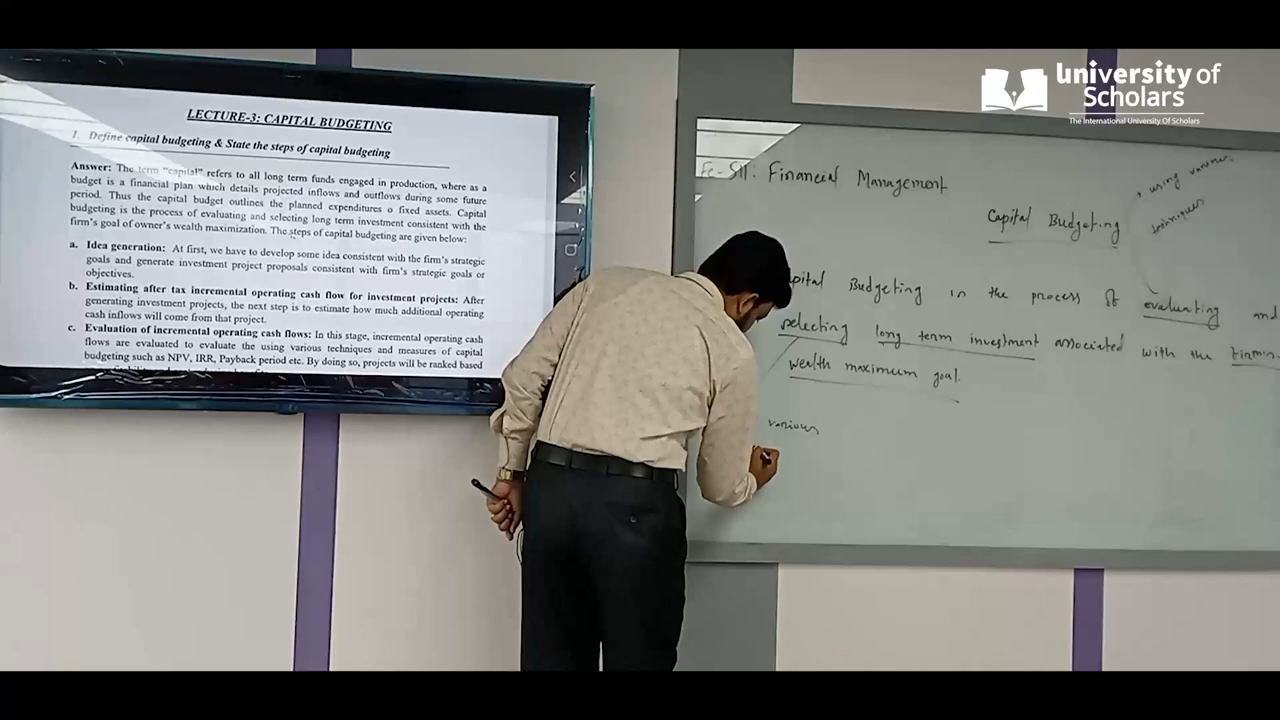 LECTURE-3: CAPITAL BUDGETING
1. Define capital budgeting & State the steps of capital budgeting
Answer: The term "capital" refers to all long term funds engaged in production, where as a
budget is a financial plan which details projected inflows and outflows during some future
period. Thus the capital budget outlines the planned expenditures o fixed assets. Capital
budgeting is the process of evaluating and selecting long term investment consistent with the
firm's goal of owner's wealth maximization. The steps of capital budgeting are given below:
a. Idea generation: At first, we have to develop some idea consistent with the firm's strategic
goals and generate investment project proposals consistent with firm's strategic goals or
objectives.
b. Estimating after tax incremental operating cash flow for investment projects: After
generating investment projects, the next step is to estimate how much additional operating
cash inflows will come from that project.
c. Evaluation of incremental operating cash flows: In this stage, incremental operating cash
flows are evaluated to evaluate the using various techniques and measures of capital
budgeting such as NPV, IRR, Payback period etc. By doing so, projects will be ranked based
University of
Scholars
The International University Of Scholars
511. Financial Management
using various
techniques
Capital Budgeting
Budgeting in the process of evaluating and
selecting long term investment associated with the
wealth maximum goal.
various